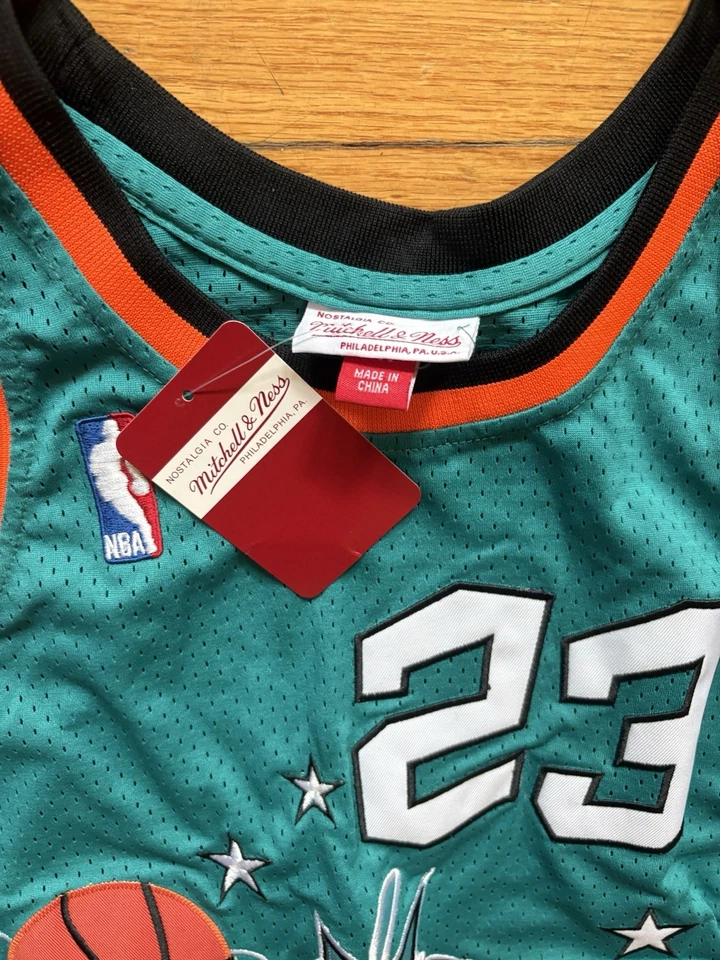 NOSTALGIA CO.
Mitchell & Ness
PHILADELPHIA, PA. U.S.A.
MADE IN
CHINA
NOSTALGIA CO.
Mitchell & Ness
PHILADELPHIA, PA.
NBA
23